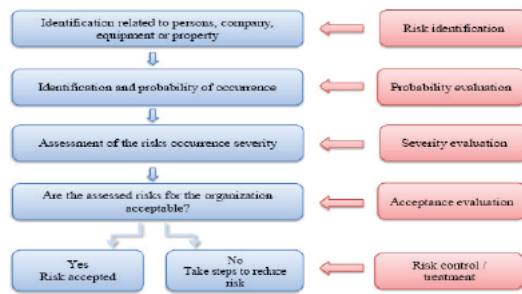 Identification related to persons, company,
equipment or property
Risk identification
Identification and probability of occurrence
Probability evaluation
Assessment of the risks occurrence severity
Severity evaluation
Are the assessed risks for the organization
acceptable?
Acceptance evaluation
Yes
Risk accepted
No
Take steps to reduce
risk
Risk control /
treatment